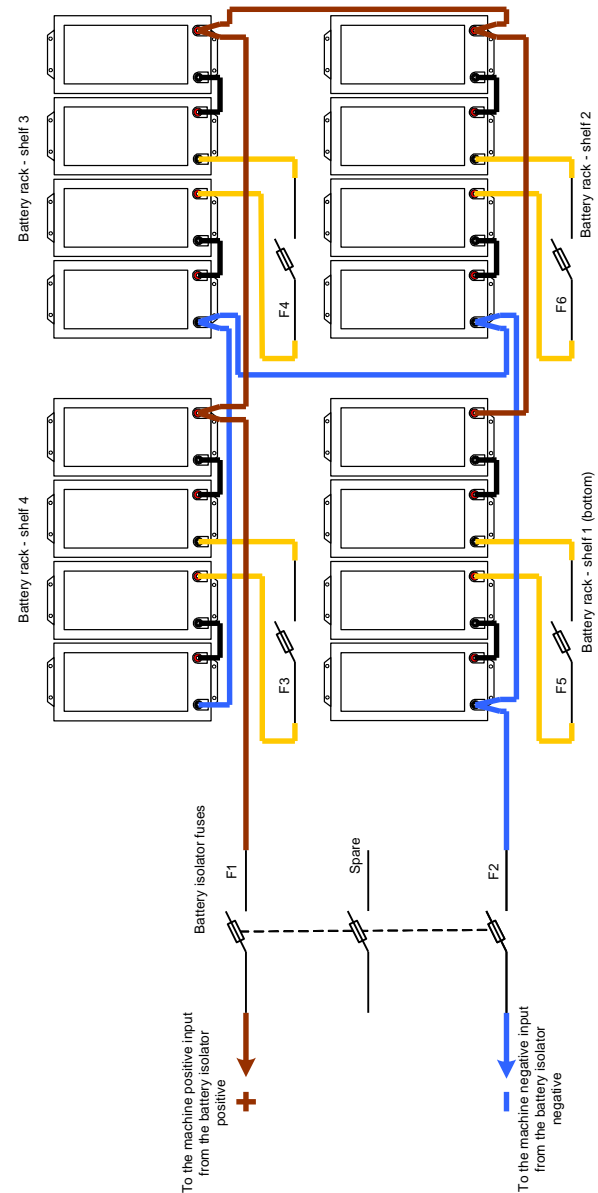 Battery rack - shelf 3
Battery rack - shelf 2
F4
F6
Battery rack - shelf 4
Battery rack - shelf 1 (bottom)
F3
F5
Battery isolator fuses
F1
Spare
F2
To the machine positive input
from the battery isolator
positive
+
To the machine negative input
from the battery isolator
negative
-